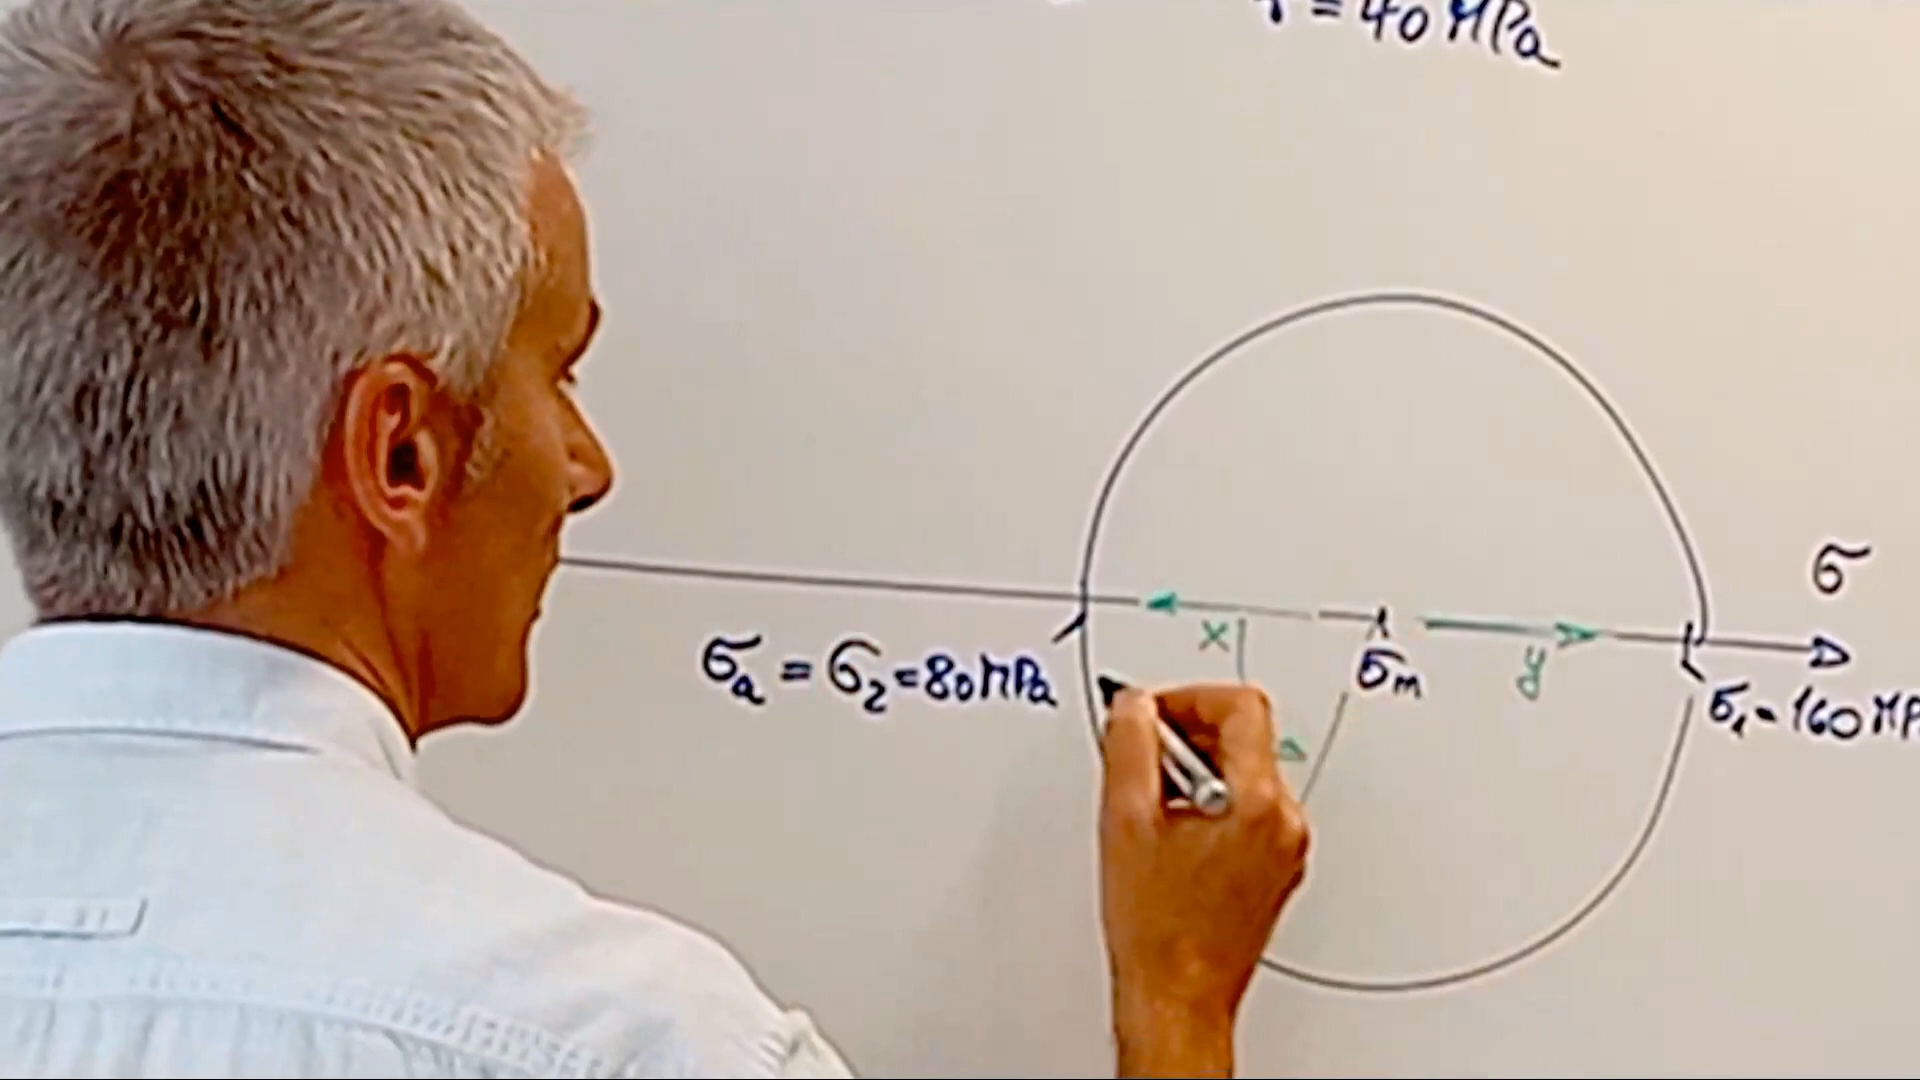 = 40 MPa
σ
x
σm
y
σa = σ2 = 80 MPa
σ1 = 160 MP